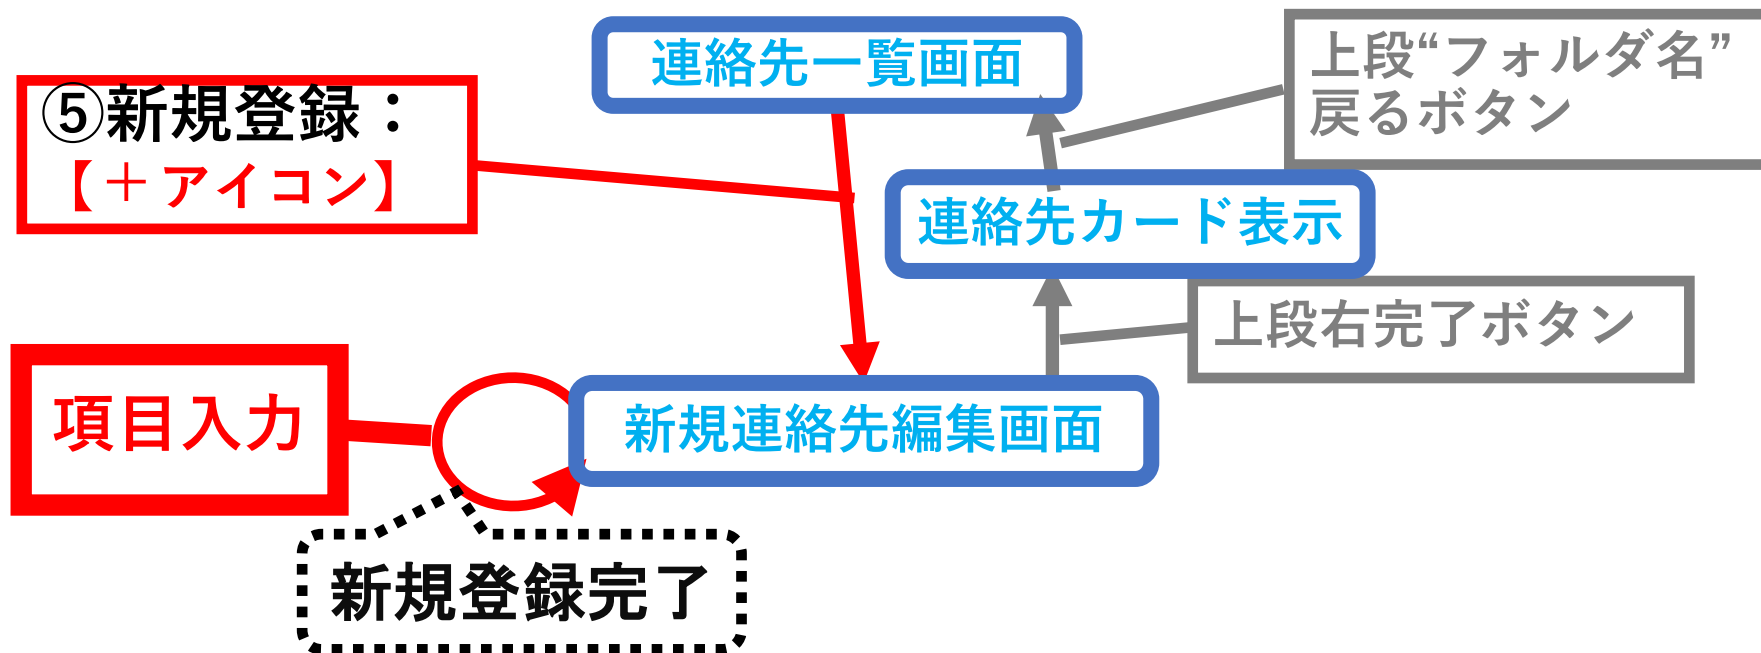 連絡先一覧画面
上段“フォルダ名”
戻るボタン
⑤新規登録：
【＋アイコン】
連絡先カード表示
上段右完了ボタン
項目入力
新規連絡先編集画面
新規登録完了